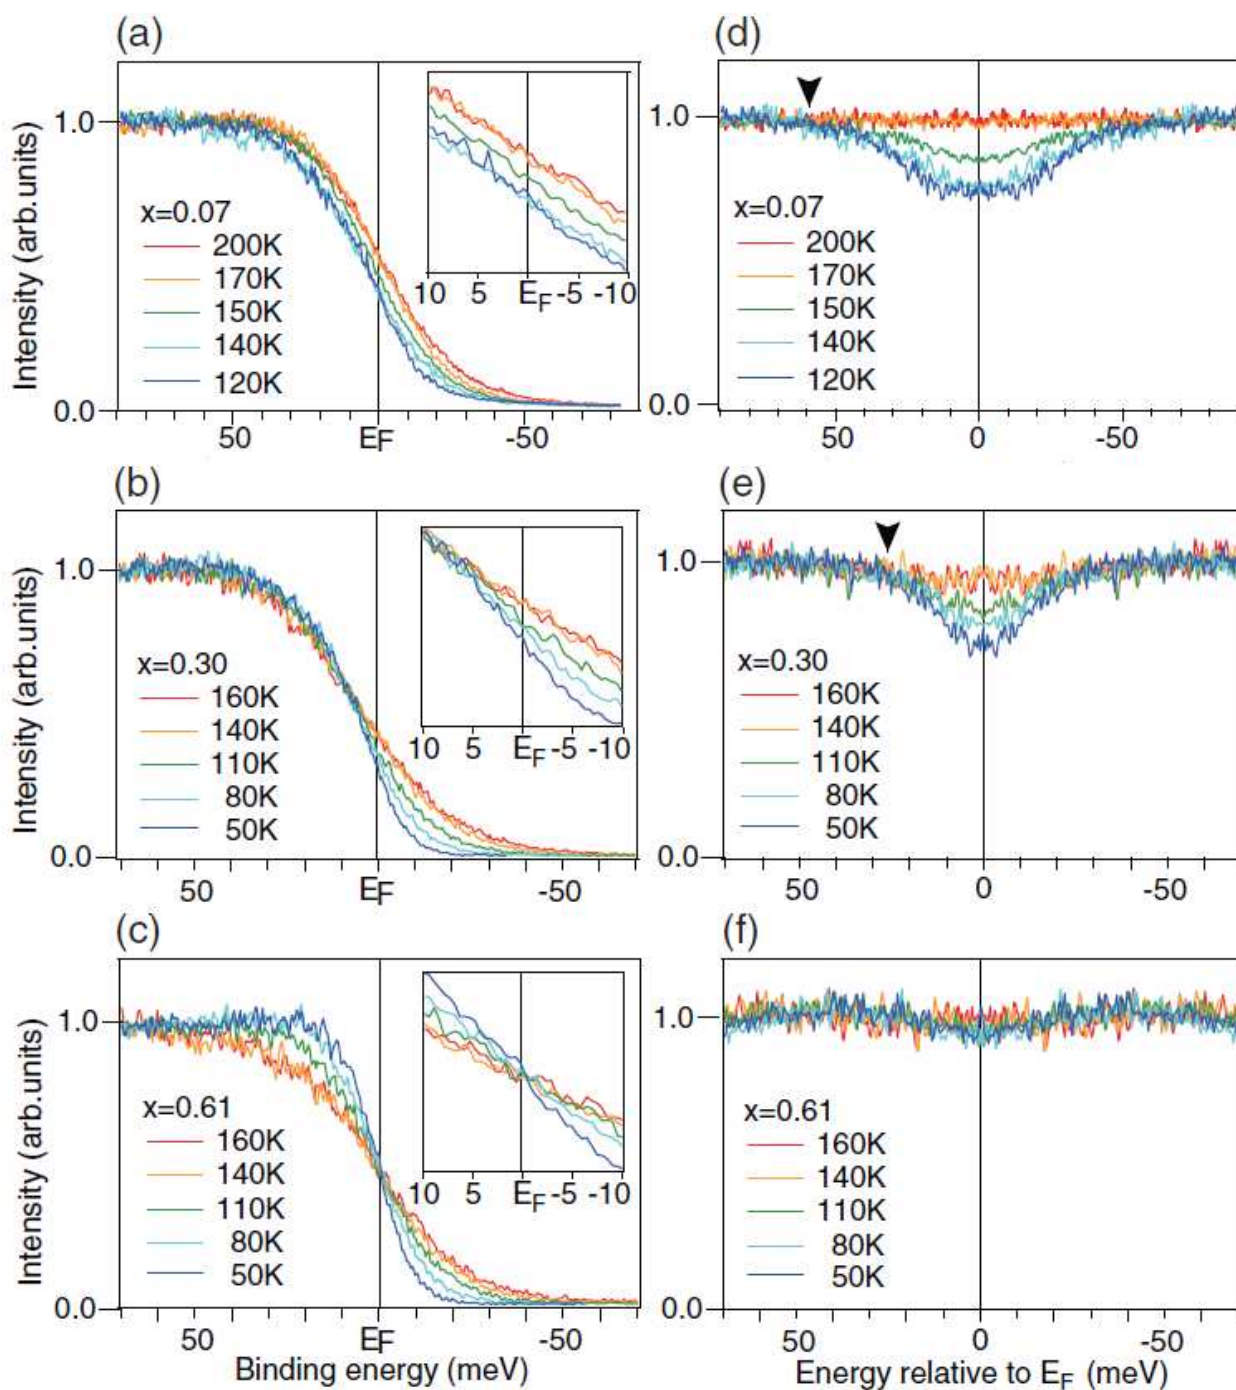 (a)
Intensity (arb.units)
1.0
0.0
x=0.07
200K
170K
150K
140K
120K
10 5 EF -5 -10
50 EF -50
(d)
1.0
0.0
x=0.07
200K
170K
150K
140K
120K
50 0 -50
(b)
Intensity (arb.units)
1.0
0.0
x=0.30
160K
140K
110K
80K
50K
10 5 EF -5 -10
50 EF -50
(e)
1.0
0.0
x=0.30
160K
140K
110K
80K
50K
50 0 -50
(c)
Intensity (arb.units)
1.0
0.0
x=0.61
160K
140K
110K
80K
50K
10 5 EF -5 -10
50 EF -50
Binding energy (meV)
(f)
1.0
0.0
x=0.61
160K
140K
110K
80K
50K
50 0 -50
Energy relative to EF (meV)